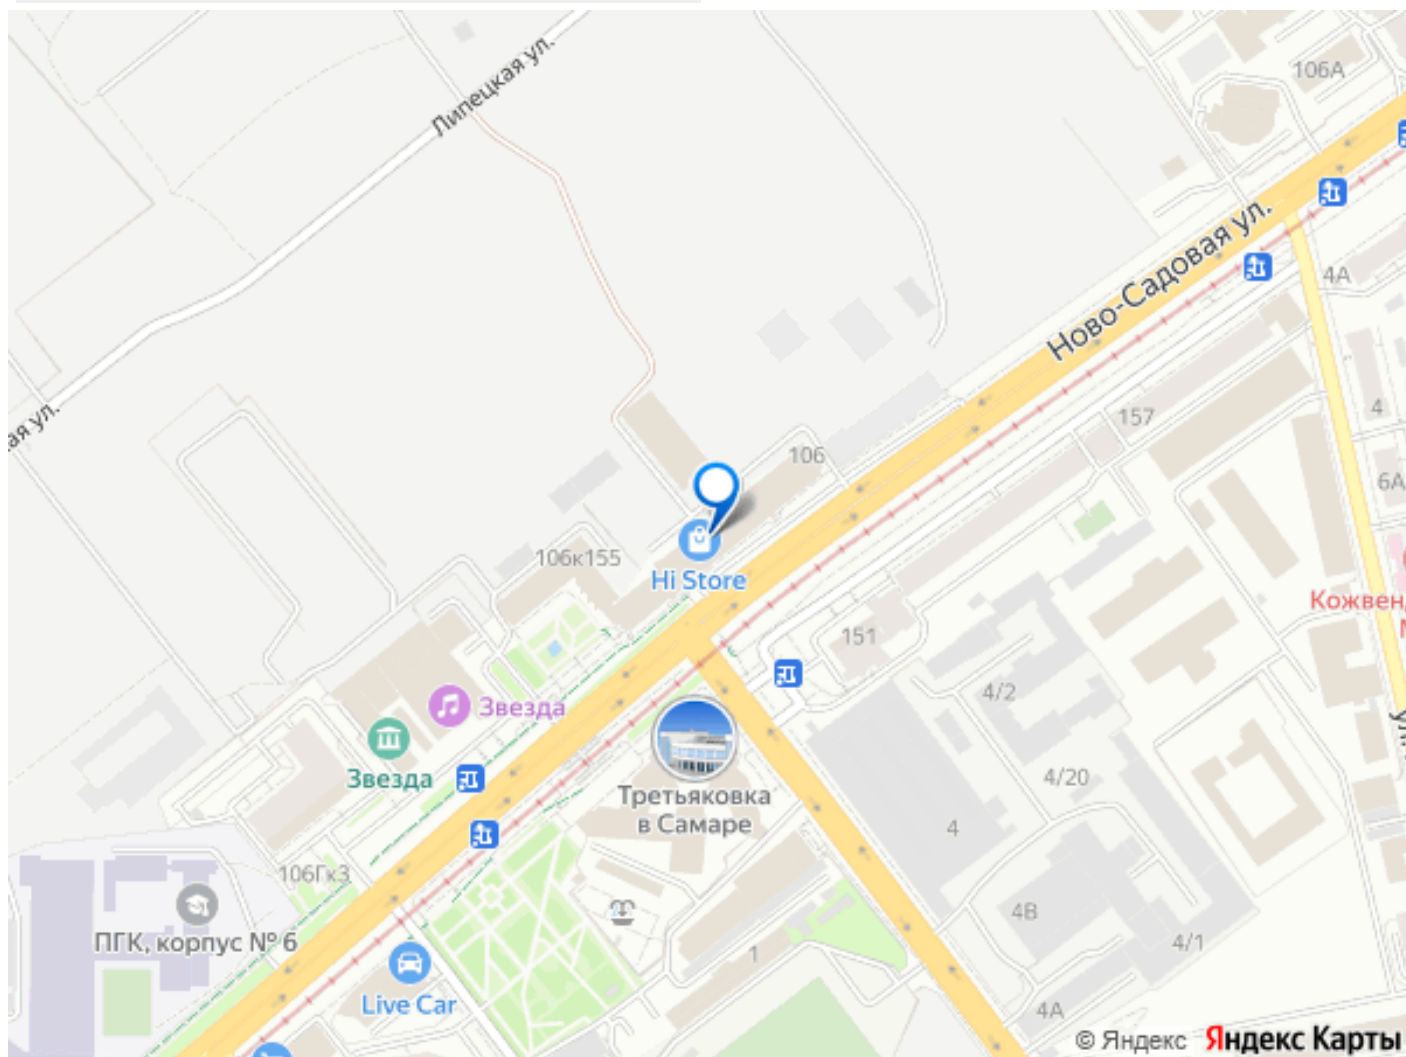 Липецкая ул.
106А
Ново-Садовая ул.
4А
157
4
ая ул.
106
6А
106к155
Hi Store
Кожвен
151
4/2
Звезда
Звезда
4/20
Третьяковка
в Самаре
4
106Гк3
4В
ПГК, корпус № 6
4/1
1
Live Car
4А
© Яндекс Яндекс Карты